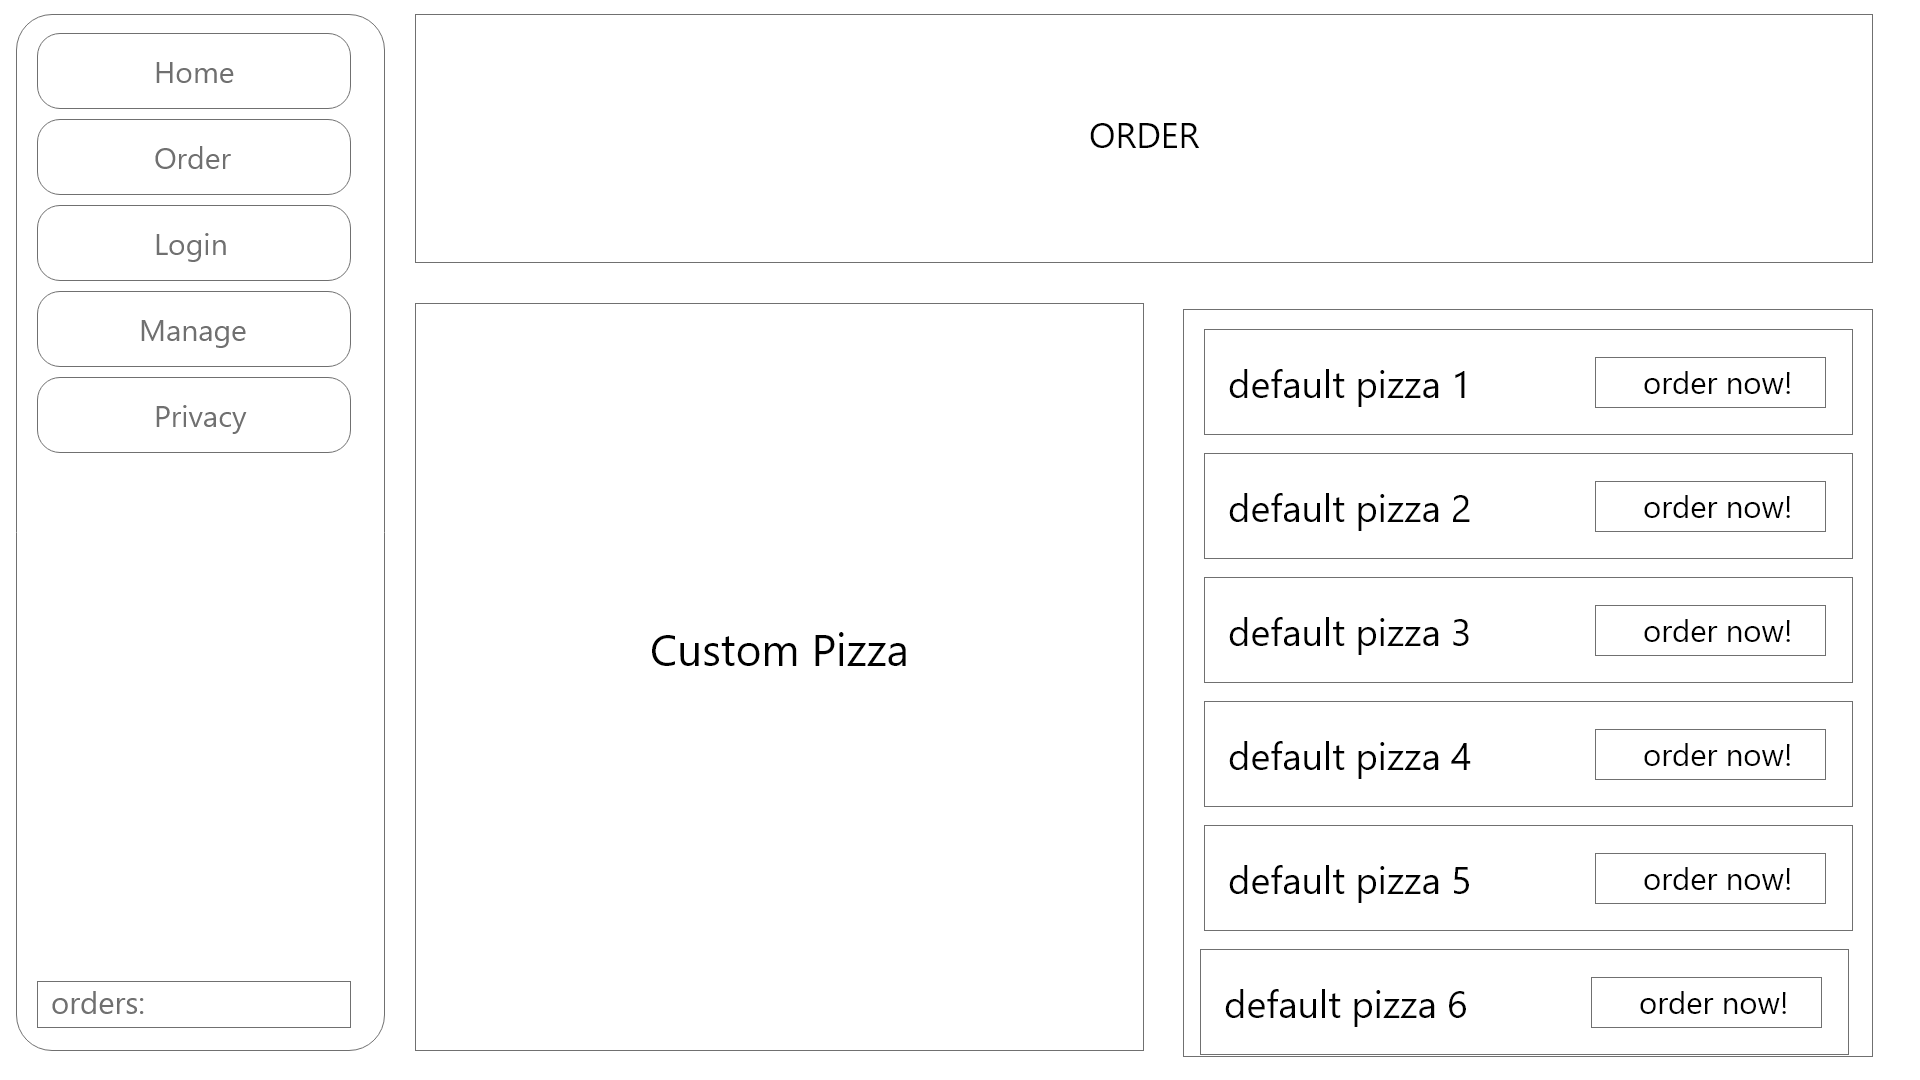 Home
Order
Login
Manage
Privacy
orders:
ORDER
Custom Pizza
default pizza 1
order now!
default pizza 2
order now!
default pizza 3
order now!
default pizza 4
order now!
default pizza 5
order now!
default pizza 6
order now!